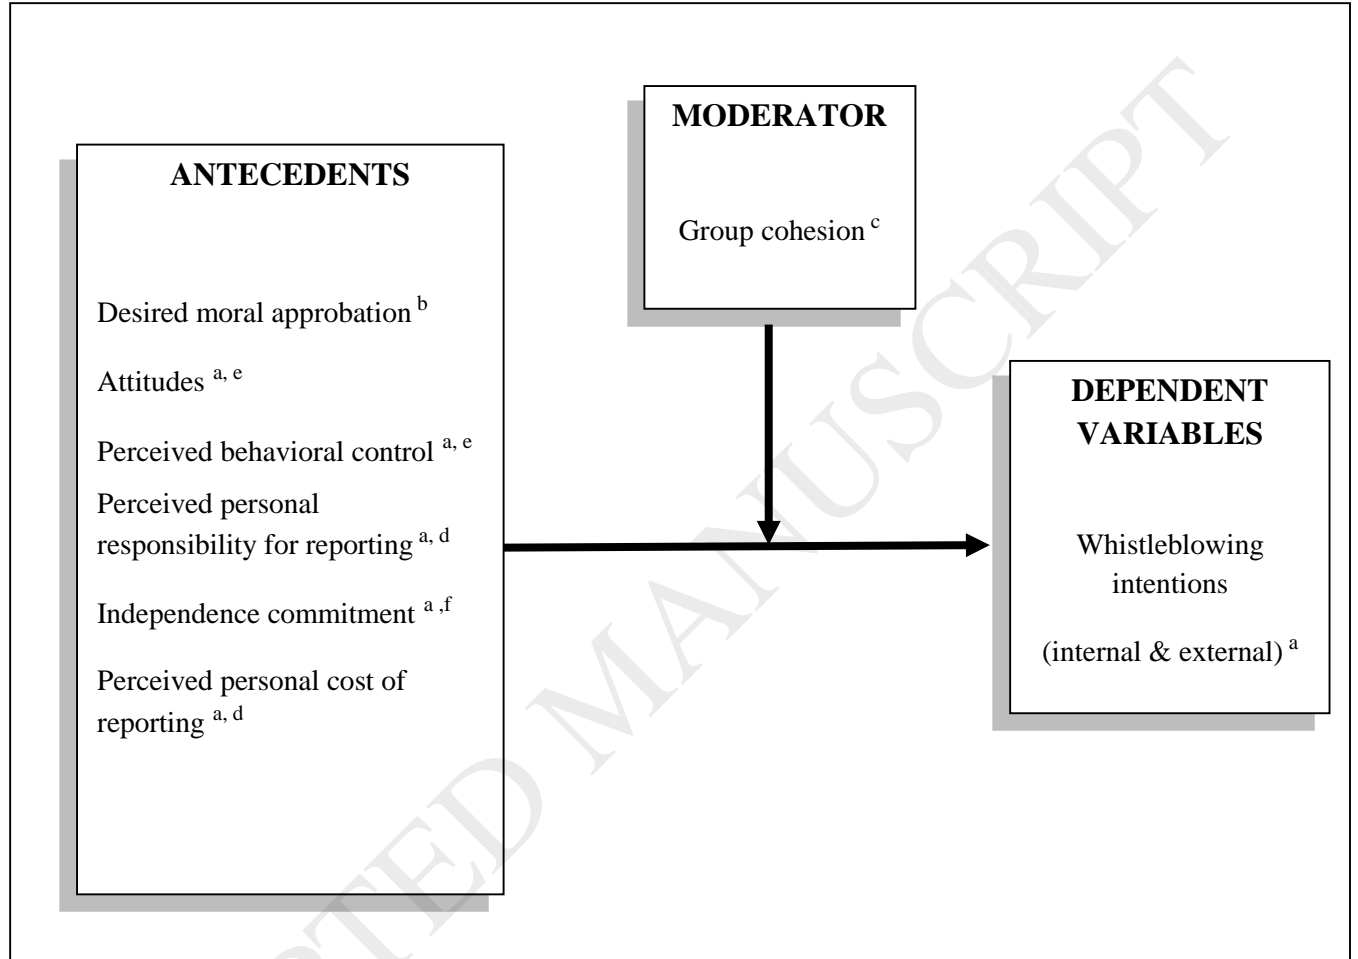 MODERATOR
Group cohesion c
ANTECEDENTS
Desired moral approbation b
Attitudes a, e
Perceived behavioral control a, e
Perceived personal
responsibility for reporting a, d
Independence commitment a ,f
Perceived personal cost of
reporting a, d
DEPENDENT
VARIABLES
Whistleblowing
intentions
(internal & external) a
PTED MANUSCRIPT